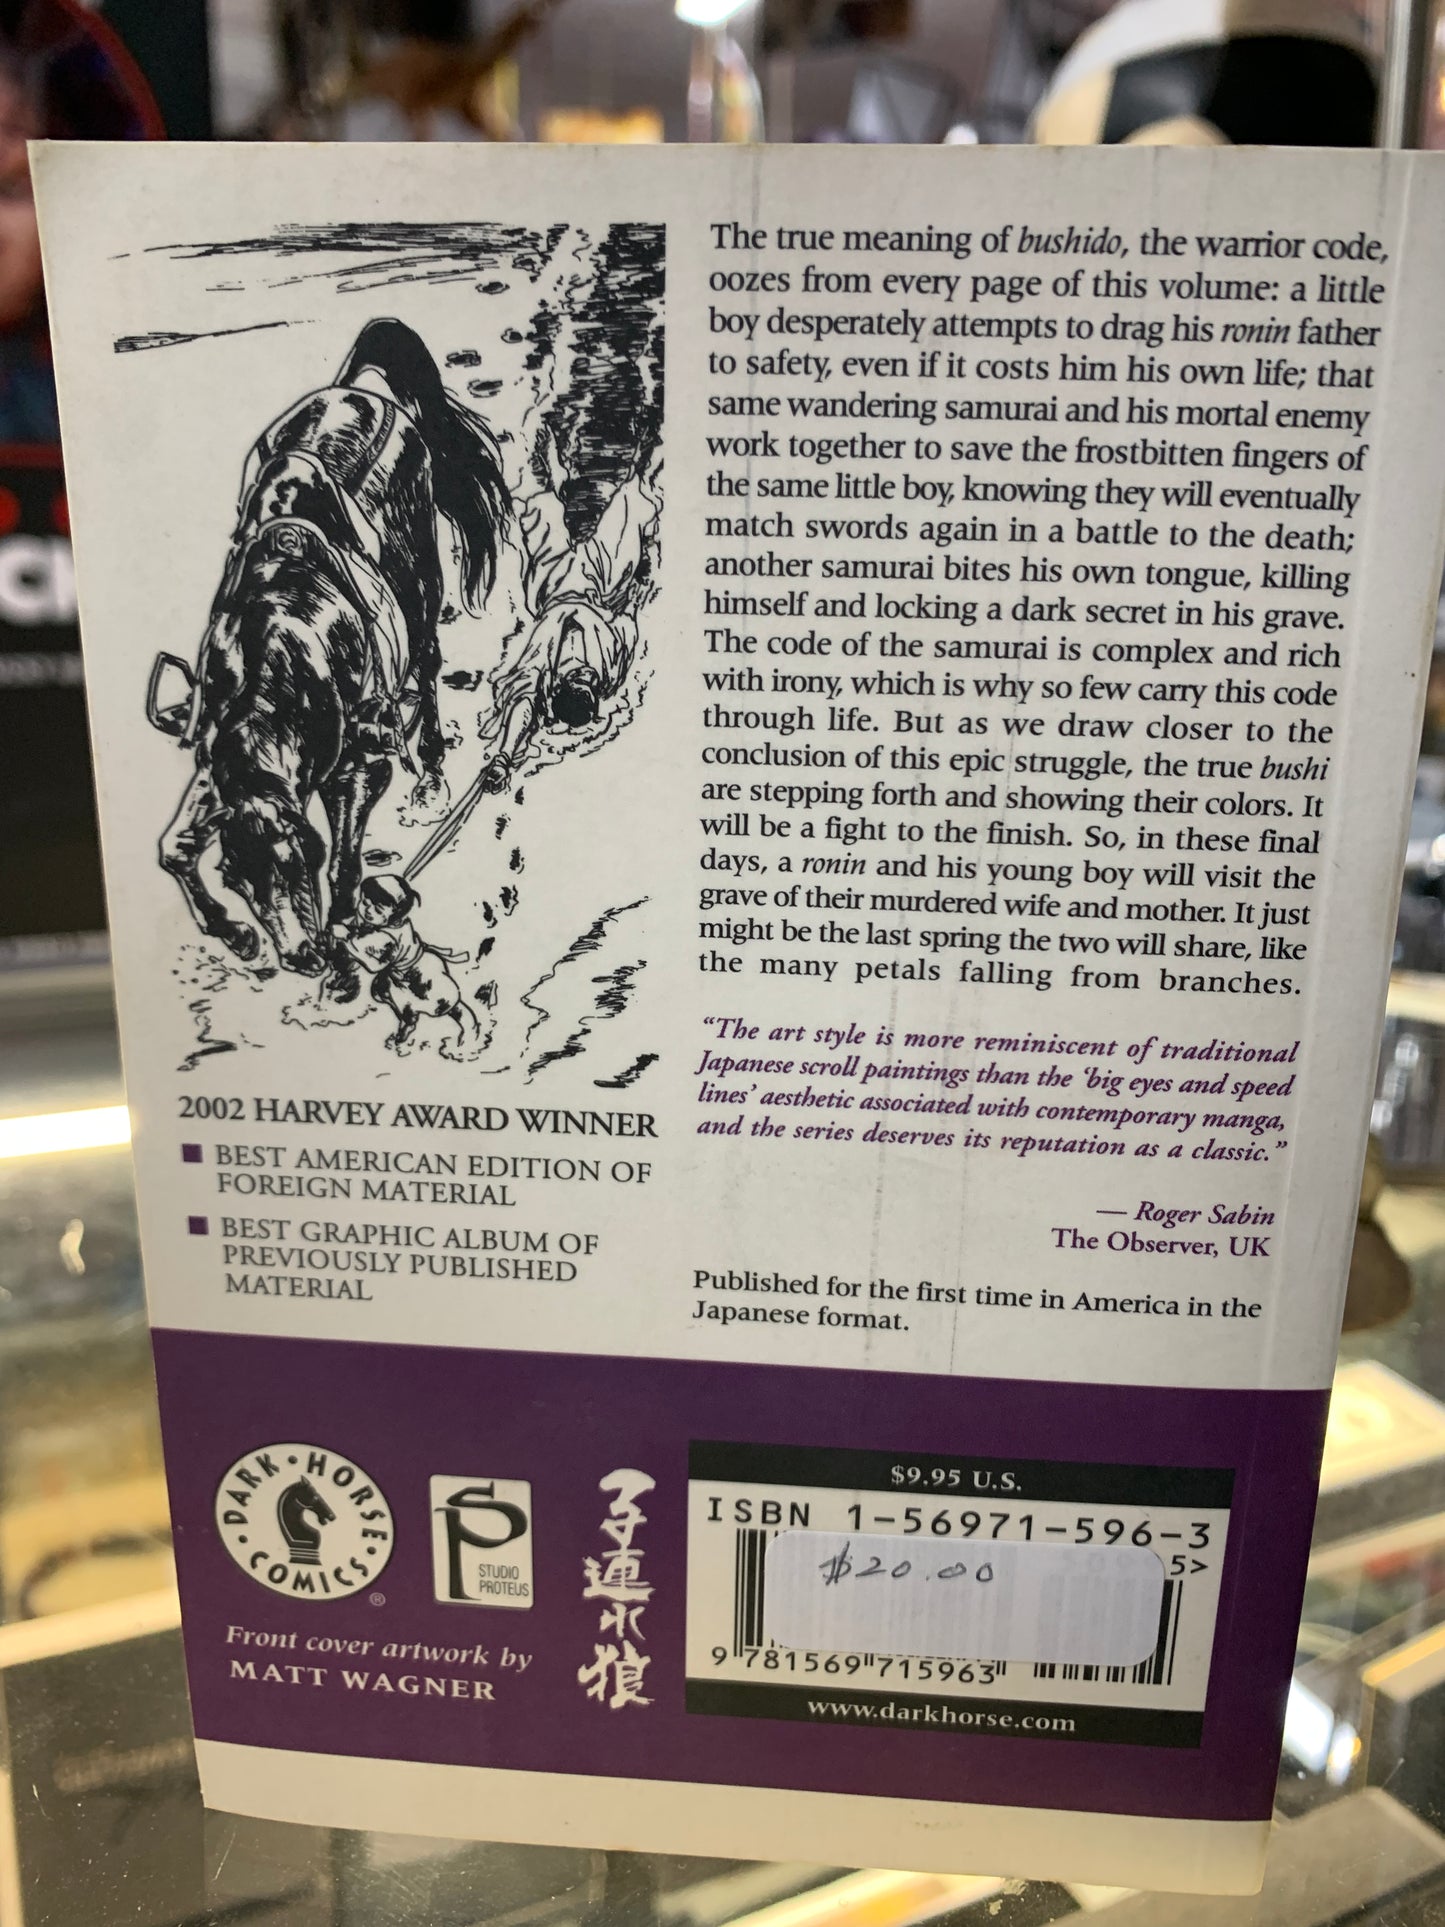 The true meaning of bushido, the warrior code,
oozes from every page of this volume: a little
boy desperately attempts to drag his ronin father
to safety, even if it costs him his own life; that
same wandering samurai and his mortal enemy
work together to save the frostbitten fingers of
the same little boy, knowing they will eventually
match swords again in a battle to the death;
another samurai bites his own tongue, killing
himself and locking a dark secret in his grave.
The code of the samurai is complex and rich
with irony, which is why so few carry this code
through life. But as we draw closer to the
conclusion of this epic struggle, the true bushi
are stepping forth and showing their colors. It
will be a fight to the finish. So, in these final
days, a ronin and his young boy will visit the
grave of their murdered wife and mother. It just
might be the last spring the two will share, like
the many petals falling from branches.
“The art style is more reminiscent of traditional
Japanese scroll paintings than the ‘big eyes and speed
lines’ aesthetic associated with contemporary manga,
and the series deserves its reputation as a classic.”
— Roger Sabin
The Observer, UK
Published for the first time in America in the
Japanese format.
2002 HARVEY AWARD WINNER
■ BEST AMERICAN EDITION OF
FOREIGN MATERIAL
■ BEST GRAPHIC ALBUM OF
PREVIOUSLY PUBLISHED
MATERIAL
DARK • HORSE • COMICS •
®
SP
STUDIO
PROTEUS
子連れ狼
Front cover artwork by
MATT WAGNER
$9.95 U.S.
ISBN 1-56971-596-3
5>
$20.00
9 781569 715963
www.darkhorse.com